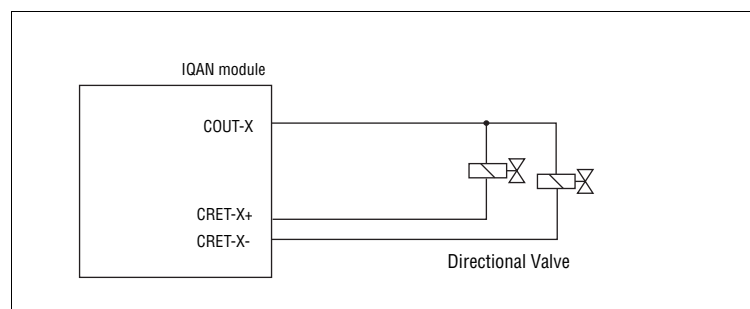 IQAN module
COUT-X
CRET-X+
CRET-X-
Directional Valve